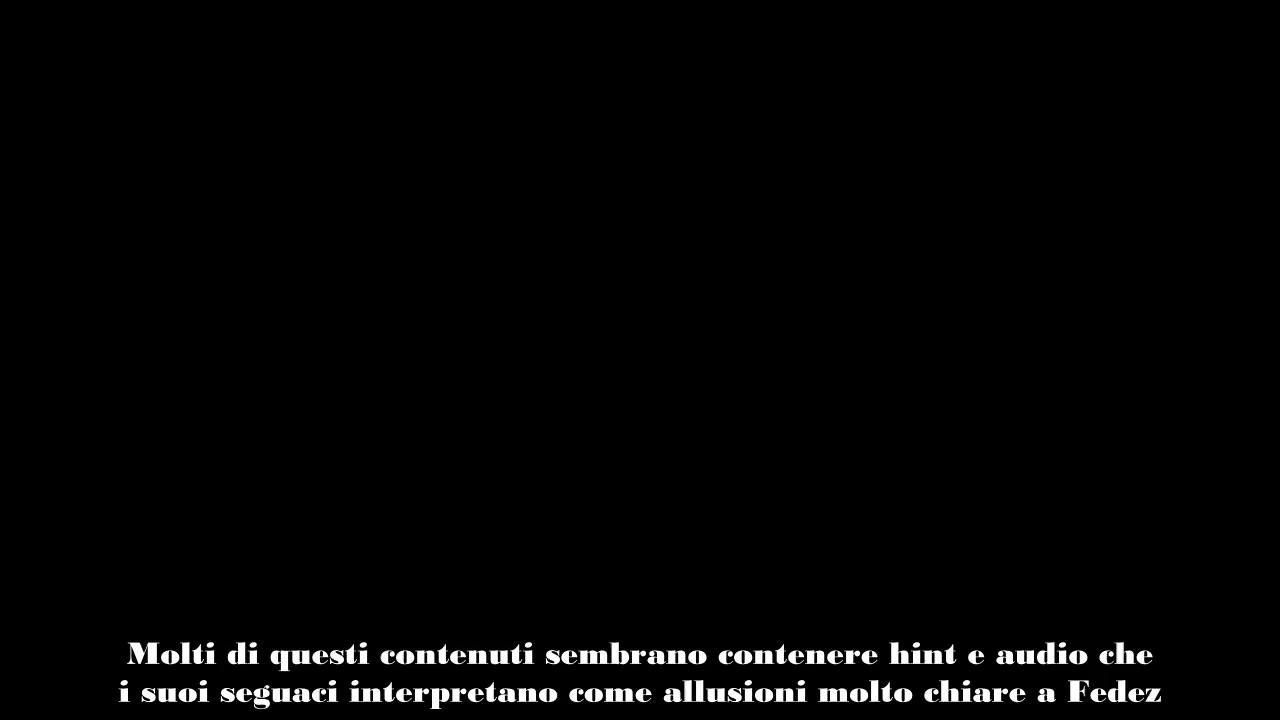 Molti di questi contenuti sembrano contenere hint e audio che
i suoi seguaci interpretano come allusioni molto chiare a Fedez